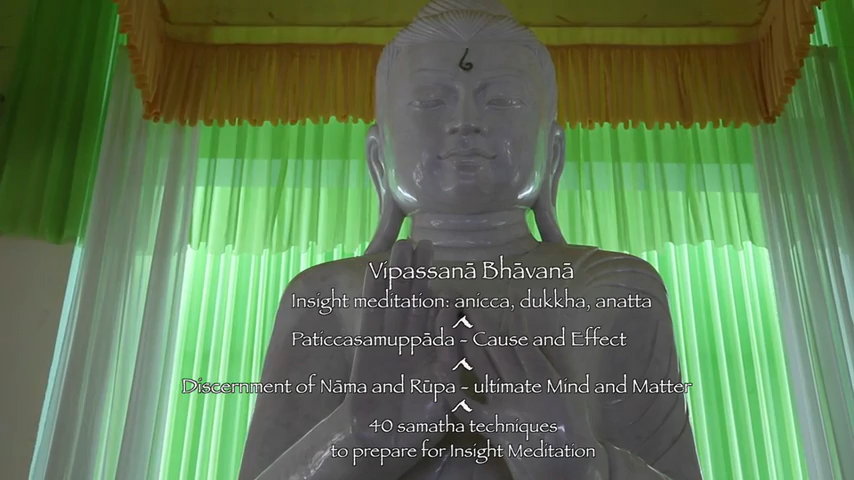 Vipassanā Bhāvanā
Insight meditation: anicca, dukkha, anatta
Paticcasamuppāda - Cause and Effect
Discernment of Nāma and Rūpa - ultimate Mind and Matter
40 samatha techniques
to prepare for Insight Meditation